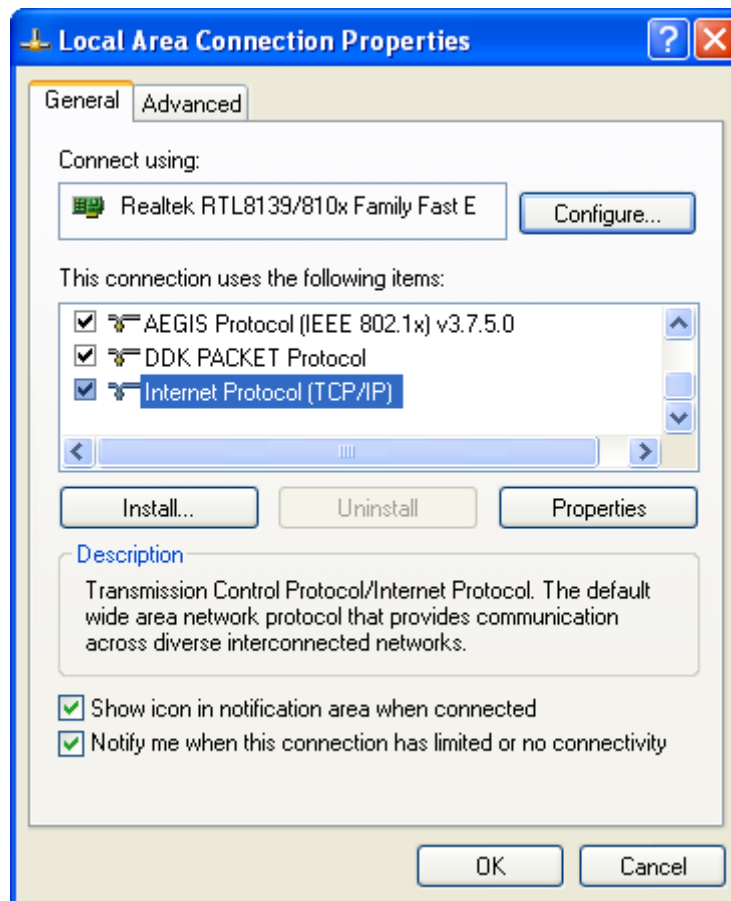 Local Area Connection Properties
General
Advanced
Connect using:
Realtek RTL8139/810x Family Fast E
Configure...
This connection uses the following items:
AEGIS Protocol (IEEE 802.1x) v3.7.5.0
DDK PACKET Protocol
Internet Protocol (TCP/IP)
Install...
Uninstall
Properties
Description
Transmission Control Protocol/Internet Protocol. The default
wide area network protocol that provides communication
across diverse interconnected networks.
Show icon in notification area when connected
Notify me when this connection has limited or no connectivity
OK
Cancel